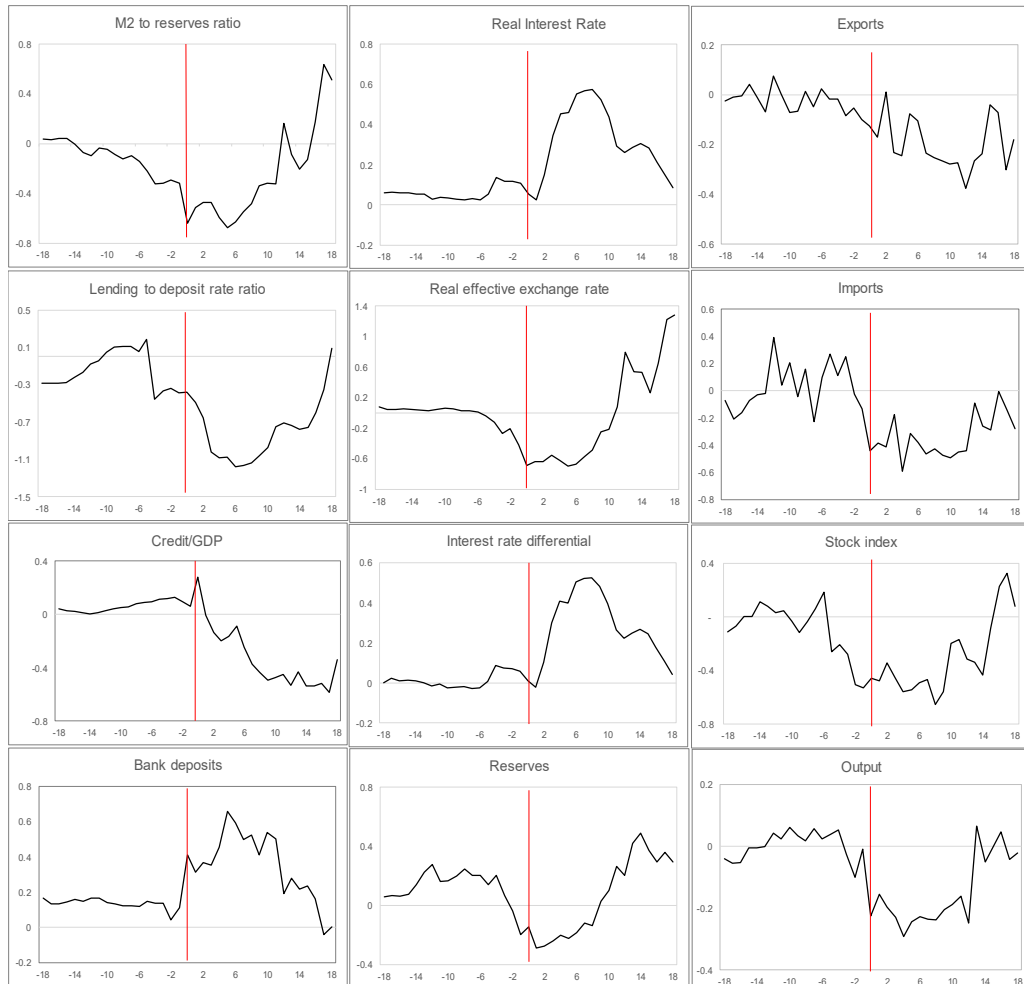 M2 to reserves ratio
0.8
0.4
0
-0.4
-0.8
-18 -14 -10 -6 -2 2 6 10 14 18
Real Interest Rate
0.8
0.6
0.4
0.2
0
-0.2
-18 -14 -10 -6 -2 2 6 10 14 18
Exports
0.2
0
-0.2
-0.4
-0.6
-18 -14 -10 -6 -2 2 6 10 14 18
Lending to deposit rate ratio
0.5
0.1
-0.3
-0.7
-1.1
-1.5
-18 -14 -10 -6 -2 2 6 10 14 18
Real effective exchange rate
1.4
1
0.6
0.2
-0.2
-0.6
-1
-18 -14 -10 -6 -2 2 6 10 14 18
Imports
0.6
0.4
0.2
0
-0.2
-0.4
-0.6
-0.8
-18 -14 -10 -6 -2 2 6 10 14 18
Credit/GDP
0.4
0
-0.4
-0.8
-18 -14 -10 -6 -2 2 6 10 14 18
Interest rate differential
0.6
0.4
0.2
0
-0.2
-18 -14 -10 -6 -2 2 6 10 14 18
Stock index
0.4
-
-0.4
-0.8
-18 -14 -10 -6 -2 2 6 10 14 18
Bank deposits
0.8
0.6
0.4
0.2
0
-0.2
-18 -14 -10 -6 -2 2 6 10 14 18
Reserves
0.8
0.4
0
-0.4
-18 -14 -10 -6 -2 2 6 10 14 18
Output
0.2
0
-0.2
-0.4
-18 -14 -10 -6 -2 2 6 10 14 18